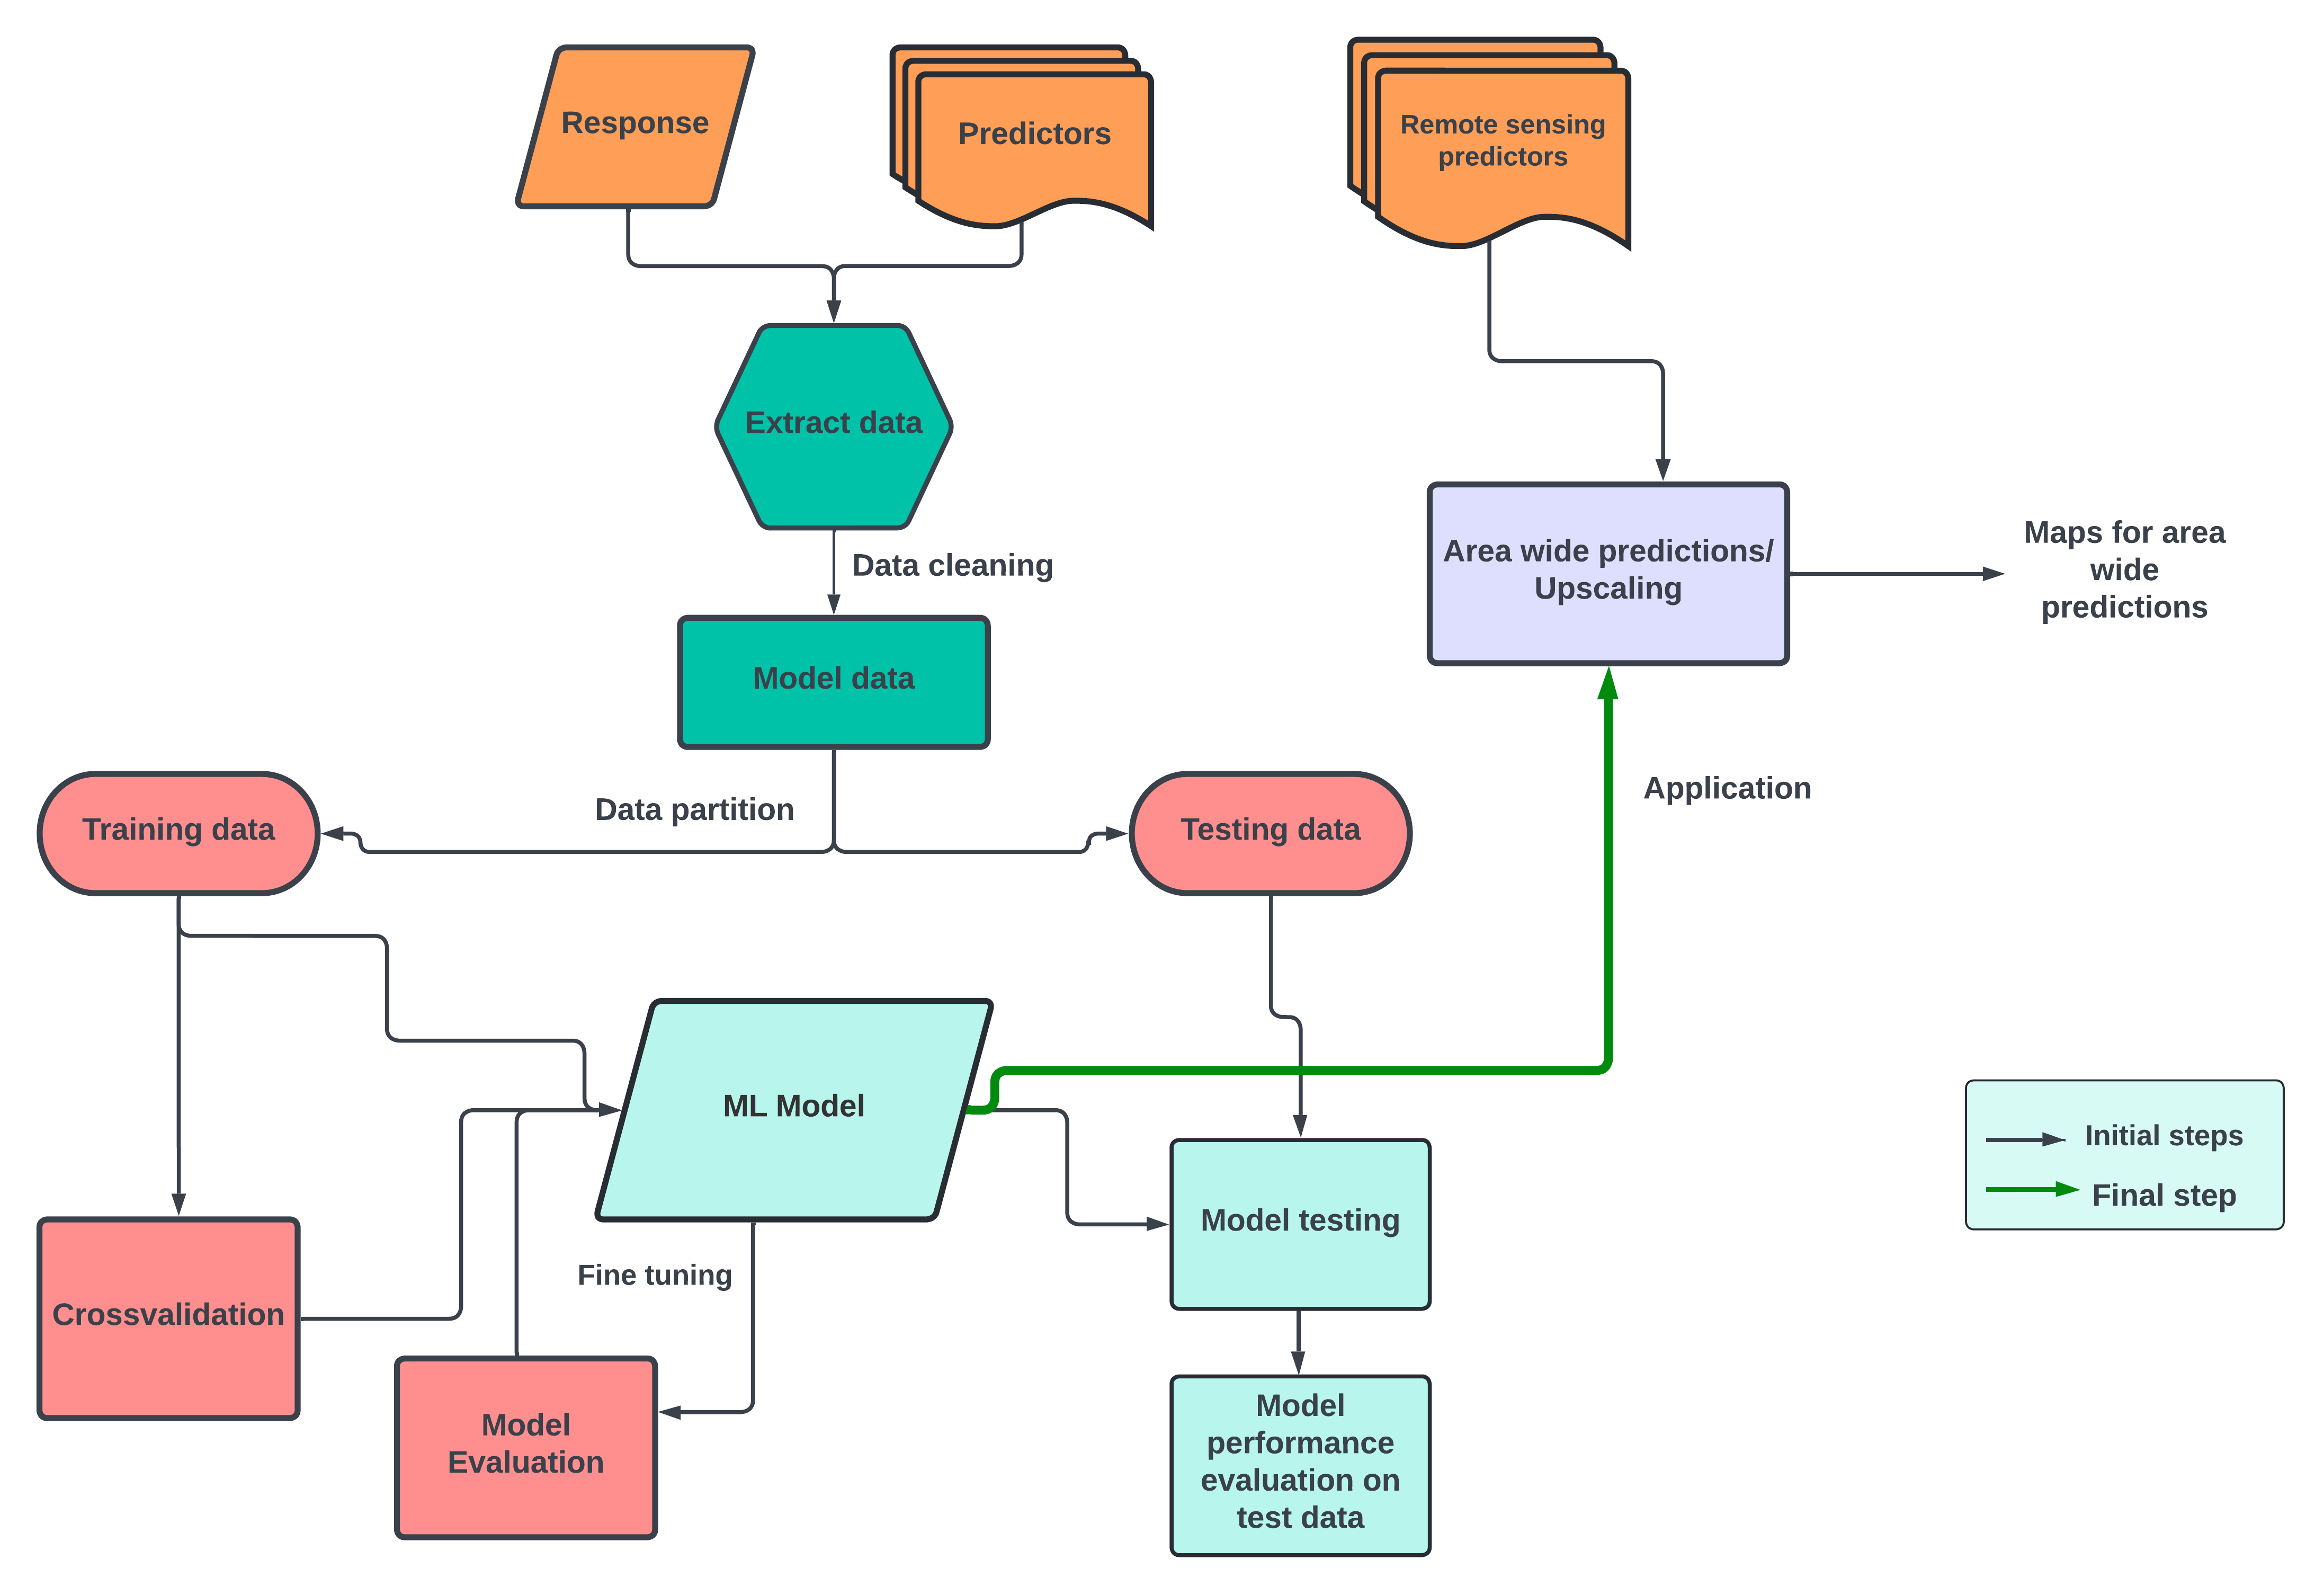 Response
Predictors
Remote sensing
predictors
Extract data
Data cleaning
Area wide predictions/
Upscaling
Maps for area
wide
predictions
Model data
Data partition
Training data
Testing data
Application
ML Model
Initial steps
Final step
Model testing
Fine tuning
Crossvalidation
Model
Evaluation
Model
performance
evaluation on
test data